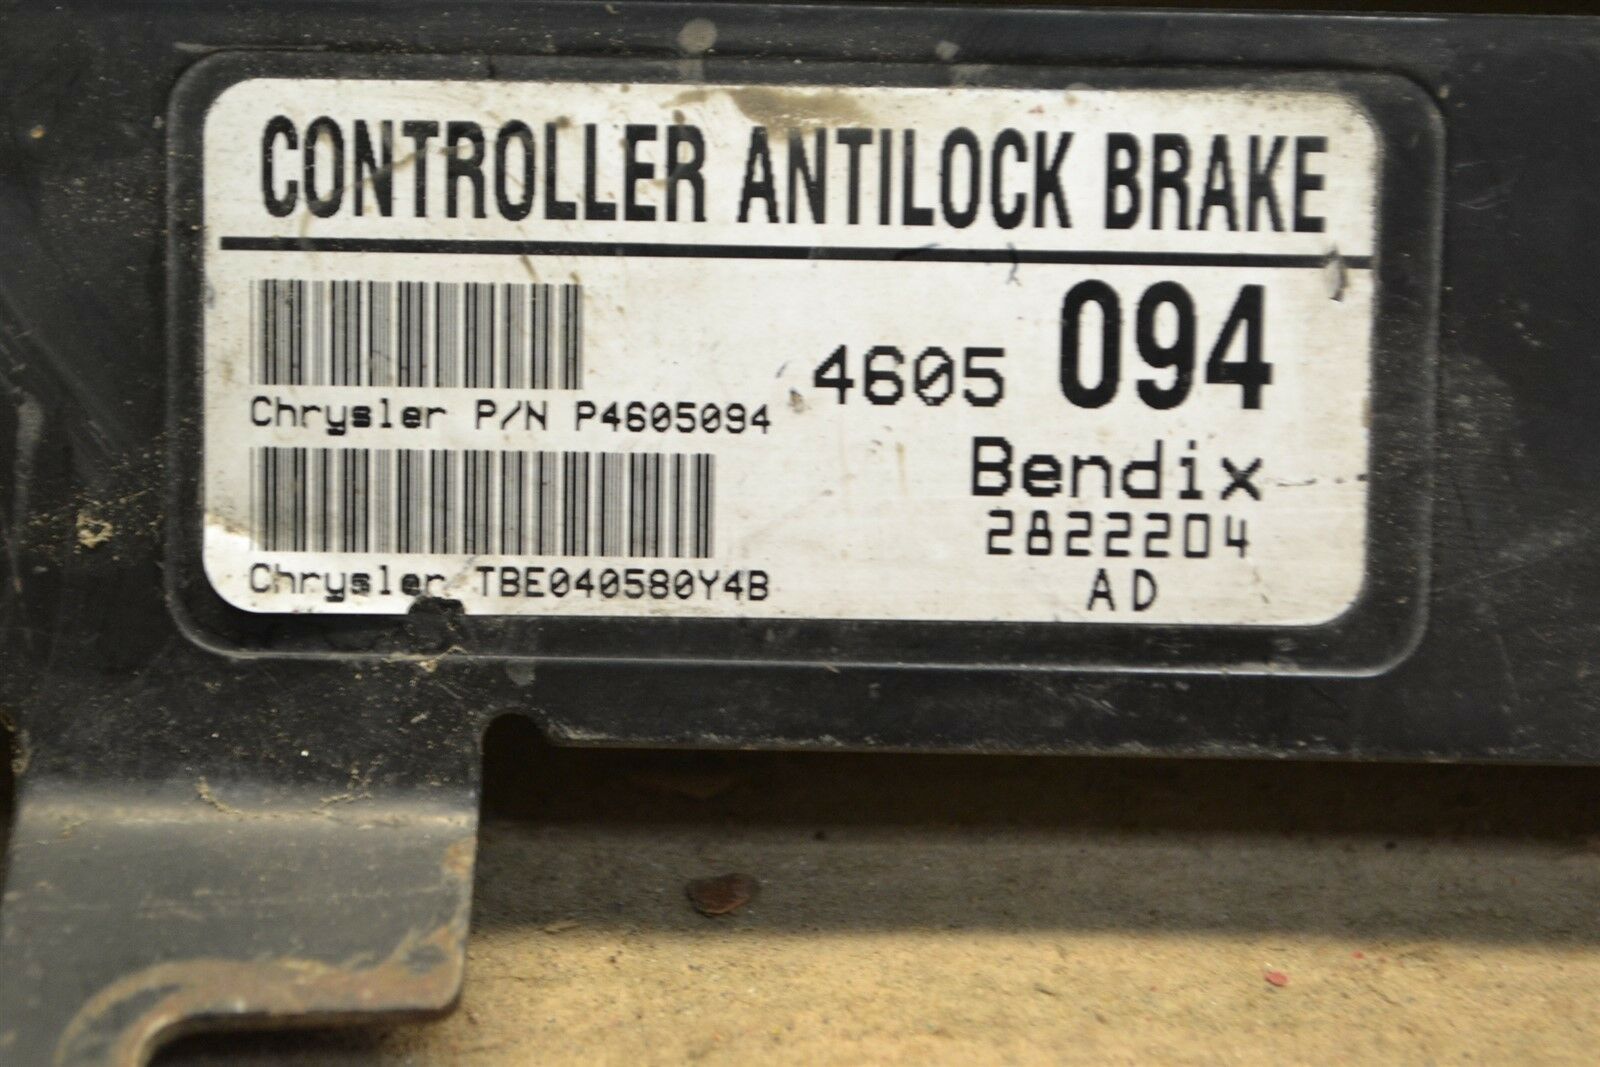 CONTROLLER ANTILOCK BRAKE
4605 094
Chrysler P/N P4605094
Bendix
2822204
Chrysler TBE040580Y4B
AD